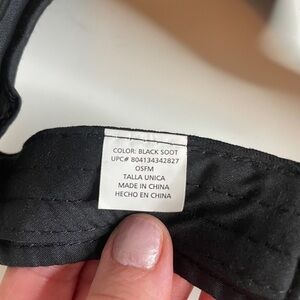 COLOR: BLACK SOOT
UPC# 804134342827
OSFM
TALLA UNICA
MADE IN CHINA
HECHO EN CHINA